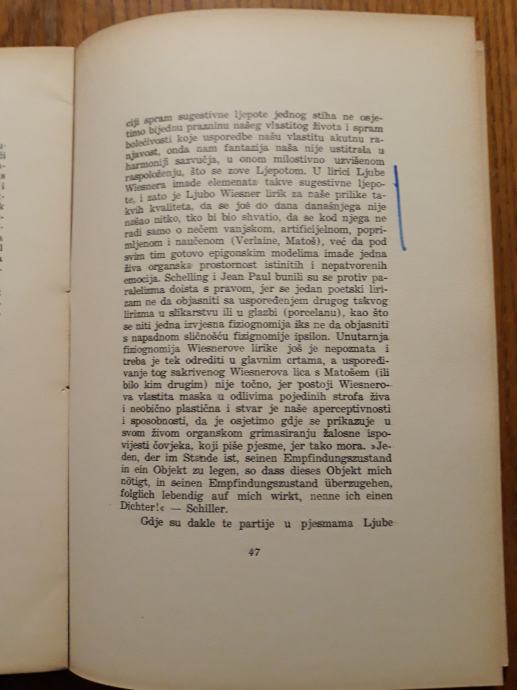 ciji spram sugestivne ljepote jednog stiha ne osje-
timo bijednu prazninu našeg vlastitog života i spram
bolećivosti koje usporedbe našu vlastitu akutnu ra-
njavost, onda nam fantazija naša nije ustitrala u
harmoniji sazvučja, u onom milostivno uzvišenom
raspoloženju, što se zove Ljepotom. U lirici Ljube
Wiesnera imade elemenata takve sugestivne ljepo-
te, i zato je Ljubo Wiesner lirik za naše prilike ta-
kvih kvaliteta, da se još do dana današnjega nije
našao nitko, tko bi bio shvatio, da se kod njega ne
radi samo o nečem vanjskom, artificijelnom, popri-
mljenom i naučenom (Verlaine, Matoš), već da pod
svim tim gotovo epigonskim modelima imade jedna
živa organska prostornost istinitih i nepatvorenih
emocija. Schelling i Jean Paul bunili su se protiv pa-
ralelizma doista s pravom, jer se jedan poetski liri-
zam ne da objasniti sa uspoređenjem drugog takvog
lirizma u slikarstvu ili u glazbi (porculanu), kao što
se niti jedna izvjesna fiziognomija iks ne da objasniti
s napadnom sličnošću fizignomije ipsilon. Unutarnja
fiziognomija Wiesnerove lirike još je nepoznata i
treba je tek odrediti u glavnim crtama, a uspoređi-
vanje tog sakrivenog Wiesnerova lica s Matošem (ili
bilo kim drugim) nije točno, jer postoji Wiesnero-
va vlastita maska u odlivima pojedinih strofa živa
i neobično plastična i stvar je naše aperceptivnosti
i sposobnosti, da je osjetimo gdje se prikazuje u
svom živom organskom grimasiranju žalosne ispo-
vijesti čovjeka, koji piše pjesme, jer tako mora. »Je-
den, der im Stande ist, seinen Empfindungszustand
in ein Objekt zu legen, so dass dieses Objekt mich
nötigt, in seinen Empfindungszustand überzugehen,
folglich lebendig auf mich wirkt, nenne ich einen
Dichter!« — Schiller.
Gdje su dakle te partije u pjesmama Ljube
47